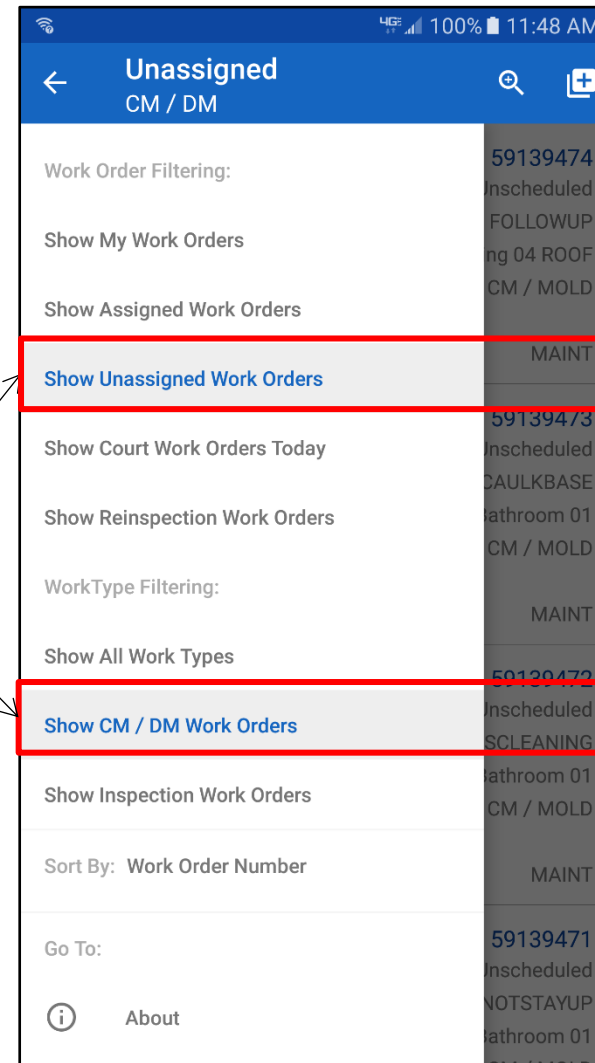 4G 100% 11:48 AM
Unassigned
CM / DM
Work Order Filtering:
Show My Work Orders
Show Assigned Work Orders
Show Unassigned Work Orders
Show Court Work Orders Today
Show Reinspection Work Orders
WorkType Filtering:
Show All Work Types
Show CM / DM Work Orders
Show Inspection Work Orders
Sort By: Work Order Number
Go To:
About
59139474
Unscheduled
FOLLOWUP
ng 04 ROOF
CM / MOLD
MAINT
59139473
Unscheduled
CAULKBASE
Bathroom 01
CM / MOLD
MAINT
59139472
Unscheduled
SCLEANING
Bathroom 01
CM / MOLD
MAINT
59139471
Unscheduled
NOTSTAYUP
Bathroom 01